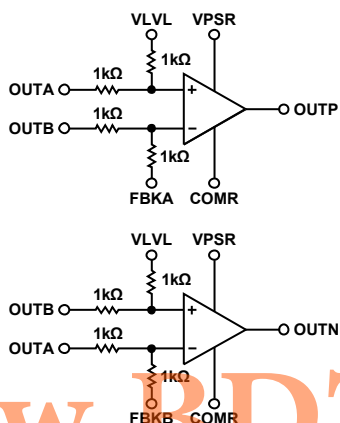 VLVL VPSR
1kΩ
1kΩ
OUTA
+
OUTP
1kΩ
OUTB
−
1kΩ
FBKA COMR
VLVL VPSR
1kΩ
1kΩ
OUTB
+
OUTN
1kΩ
OUTA
−
1kΩ
FBKB COMR
w BDT